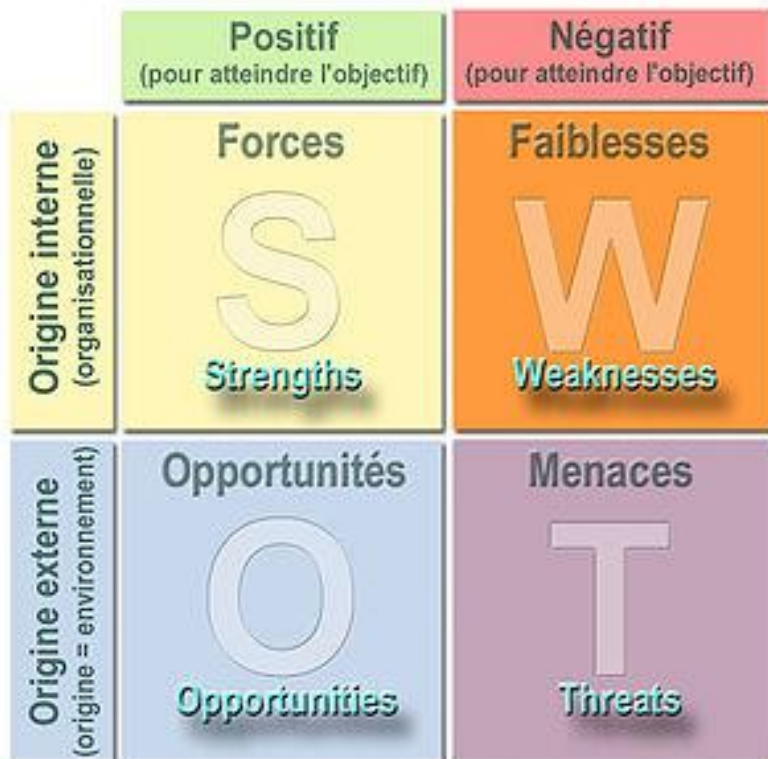 Positif
(pour atteindre l'objectif)
Négatif
(pour atteindre l'objectif)
Origine interne
(organisationnelle)
Forces
S
Strengths
Faiblesses
W
Weaknesses
Origine externe
(origine = environnement)
Opportunités
O
Opportunities
Menaces
T
Threats